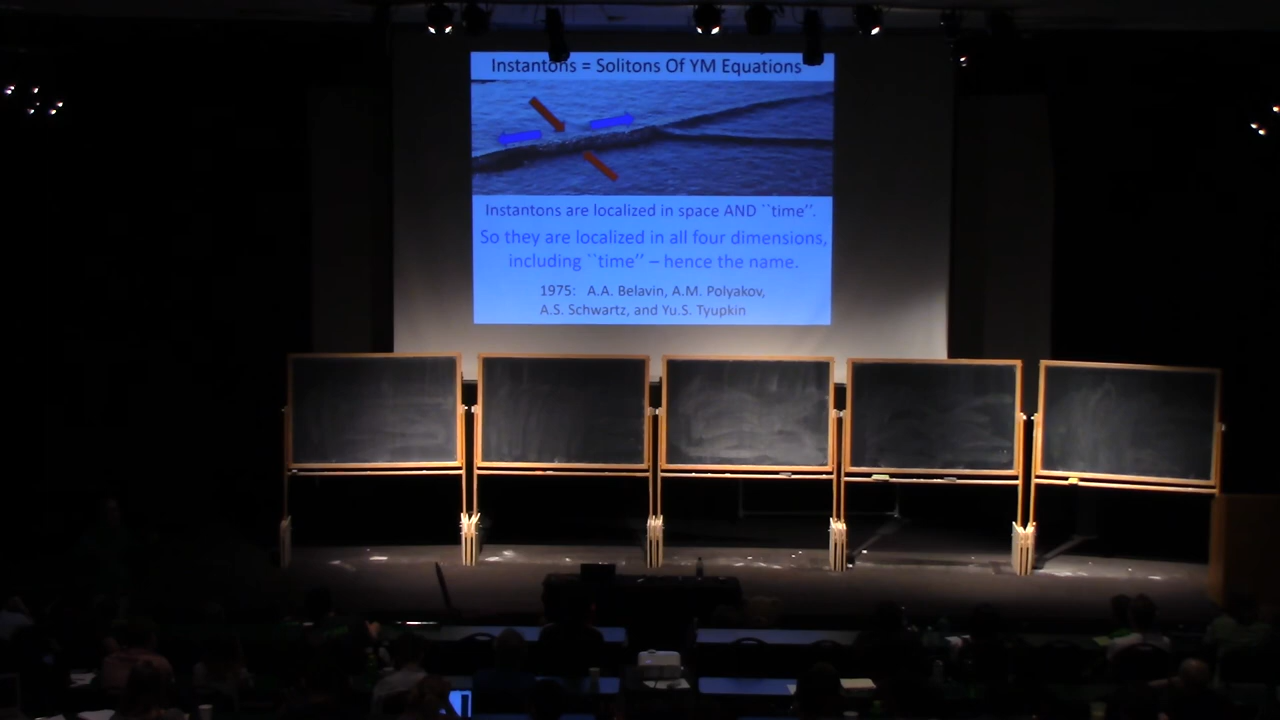 Instantons = Solitons Of YM Equations
Instantons are localized in space AND ``time’’.
So they are localized in all four dimensions,
including ``time’’ – hence the name.
1975: A.A. Belavin, A.M. Polyakov,
A.S. Schwartz, and Yu.S. Tyupkin